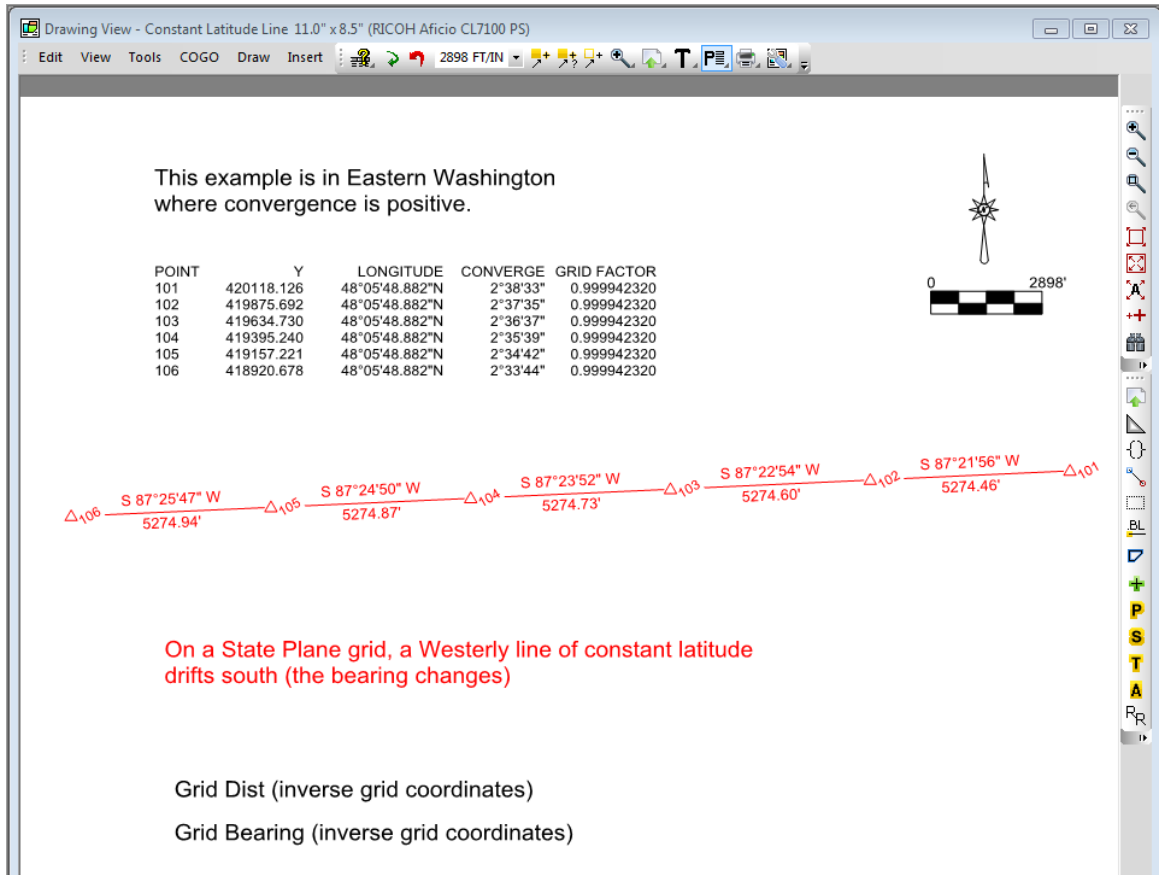 Drawing View - Constant Latitude Line 11.0" x 8.5" (RICOH Aficio CL7100 PS)
Edit View Tools COGO Draw Insert 2898 FT/IN
This example is in Eastern Washington
where convergence is positive.
0 2898'
POINT Y LONGITUDE CONVERGE GRID FACTOR
101 420118.126 48°05'48.882"N 2°38'33" 0.999942320
102 419875.692 48°05'48.882"N 2°37'35" 0.999942320
103 419634.730 48°05'48.882"N 2°36'37" 0.999942320
104 419395.240 48°05'48.882"N 2°35'39" 0.999942320
105 419157.221 48°05'48.882"N 2°34'42" 0.999942320
106 418920.678 48°05'48.882"N 2°33'44" 0.999942320
S 87°25'47" W S 87°24'50" W S 87°23'52" W S 87°22'54" W S 87°21'56" W
106 105 104 103 102 101
5274.94' 5274.87' 5274.73' 5274.60' 5274.46'
On a State Plane grid, a Westerly line of constant latitude
drifts south (the bearing changes)
Grid Dist (inverse grid coordinates)
Grid Bearing (inverse grid coordinates)
A
.BL
P
S
T
A
RR